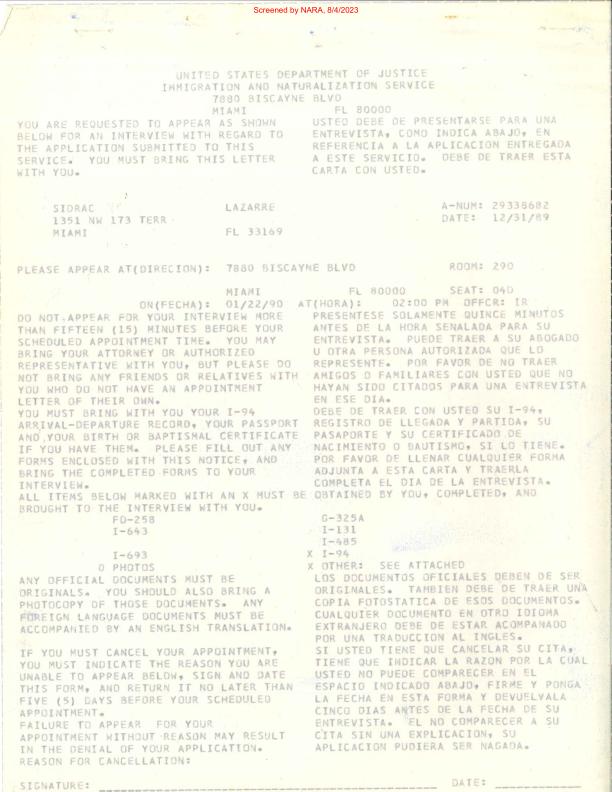 Screened by NARA, 8/4/2023
UNITED STATES DEPARTMENT OF JUSTICE
IMMIGRATION AND NATURALIZATION SERVICE
7880 BISCAYNE BLVD
MIAMI FL 80000
YOU ARE REQUESTED TO APPEAR AS SHOWN
BELOW FOR AN INTERVIEW WITH REGARD TO
THE APPLICATION SUBMITTED TO THIS
SERVICE. YOU MUST BRING THIS LETTER
WITH YOU.
USTED DEBE DE PRESENTARSE PARA UNA
ENTREVISTA, COMO INDICA ABAJO, EN
REFERENCIA A LA APLICACION ENTREGADA
A ESTE SERVICIO. DEBE DE TRAER ESTA
CARTA CON USTED.
SIDRAC LAZARRE A-NUM: 29338682
1351 NW 173 TERR DATE: 12/31/89
MIAMI FL 33169
PLEASE APPEAR AT(DIRECION): 7880 BISCAYNE BLVD ROOM: 290
MIAMI FL 80000 SEAT: 04D
ON(FECHA): 01/22/90 AT(HORA): 02:00 PM OFFCR: IR
DO NOT APPEAR FOR YOUR INTERVIEW MORE
THAN FIFTEEN (15) MINUTES BEFORE YOUR
SCHEDULED APPOINTMENT TIME. YOU MAY
BRING YOUR ATTORNEY OR AUTHORIZED
REPRESENTATIVE WITH YOU, BUT PLEASE DO
NOT BRING ANY FRIENDS OR RELATIVES WITH
YOU WHO DO NOT HAVE AN APPOINTMENT
LETTER OF THEIR OWN.
YOU MUST BRING WITH YOU YOUR I-94
ARRIVAL-DEPARTURE RECORD, YOUR PASSPORT
AND YOUR BIRTH OR BAPTISMAL CERTIFICATE
IF YOU HAVE THEM. PLEASE FILL OUT ANY
FORMS ENCLOSED WITH THIS NOTICE, AND
BRING THE COMPLETED FORMS TO YOUR
INTERVIEW.
PRESENTESE SOLAMENTE QUINCE MINUTOS
ANTES DE LA HORA SENALADA PARA SU
ENTREVISTA. PUEDE TRAER A SU ABOGADO
U OTRA PERSONA AUTORIZADA QUE LO
REPRESENTE. POR FAVOR DE NO TRAER
AMIGOS O FAMILIARES CON USTED QUE NO
HAYAN SIDO CITADOS PARA UNA ENTREVISTA
EN ESE DIA.
DEBE DE TRAER CON USTED SU I-94,
REGISTRO DE LLEGADA Y PARTIDA, SU
PASAPORTE Y SU CERTIFICADO DE
NACIMIENTO O BAUTISMO, SI LO TIENE.
POR FAVOR DE LLENAR CUALQUIER FORMA
ADJUNTA A ESTA CARTA Y TRAERLA
COMPLETA EL DIA DE LA ENTREVISTA.
ALL ITEMS BELOW MARKED WITH AN X MUST BE OBTAINED BY YOU, COMPLETED, AND
BROUGHT TO THE INTERVIEW WITH YOU.
FD-258 G-325A
I-643 I-131
I-485
I-693 X I-94
0 PHOTOS X OTHER: SEE ATTACHED
ANY OFFICIAL DOCUMENTS MUST BE
ORIGINALS. YOU SHOULD ALSO BRING A
PHOTOCOPY OF THOSE DOCUMENTS. ANY
FOREIGN LANGUAGE DOCUMENTS MUST BE
ACCOMPANIED BY AN ENGLISH TRANSLATION.
IF YOU MUST CANCEL YOUR APPOINTMENT,
YOU MUST INDICATE THE REASON YOU ARE
UNABLE TO APPEAR BELOW, SIGN AND DATE
THIS FORM, AND RETURN IT NO LATER THAN
FIVE (5) DAYS BEFORE YOUR SCHEDULED
APPOINTMENT.
FAILURE TO APPEAR FOR YOUR
APPOINTMENT WITHOUT REASON MAY RESULT
IN THE DENIAL OF YOUR APPLICATION.
REASON FOR CANCELLATION:
LOS DOCUMENTOS OFICIALES DEBEN DE SER
ORIGINALES. TAMBIEN DEBE DE TRAER UNA
COPIA FOTOSTATICA DE ESOS DOCUMENTOS.
CUALQUIER DOCUMENTO EN OTRO IDIOMA
EXTRANJERO DEBE DE ESTAR ACOMPANADO
POR UNA TRADUCCION AL INGLES.
SI USTED TIENE QUE CANCELAR SU CITA,
TIENE QUE INDICAR LA RAZON POR LA CUAL
USTED NO PUEDE COMPARECER EN EL
ESPACIO INDICADO ABAJO, FIRME Y PONGA
LA FECHA EN ESTA FORMA Y DEVUELVALA
CINCO DIAS ANTES DE LA FECHA DE SU
ENTREVISTA. EL NO COMPARECER A SU
CITA SIN UNA EXPLICACION, SU
APLICACION PUDIERA SER NAGADA.
SIGNATURE: DATE: